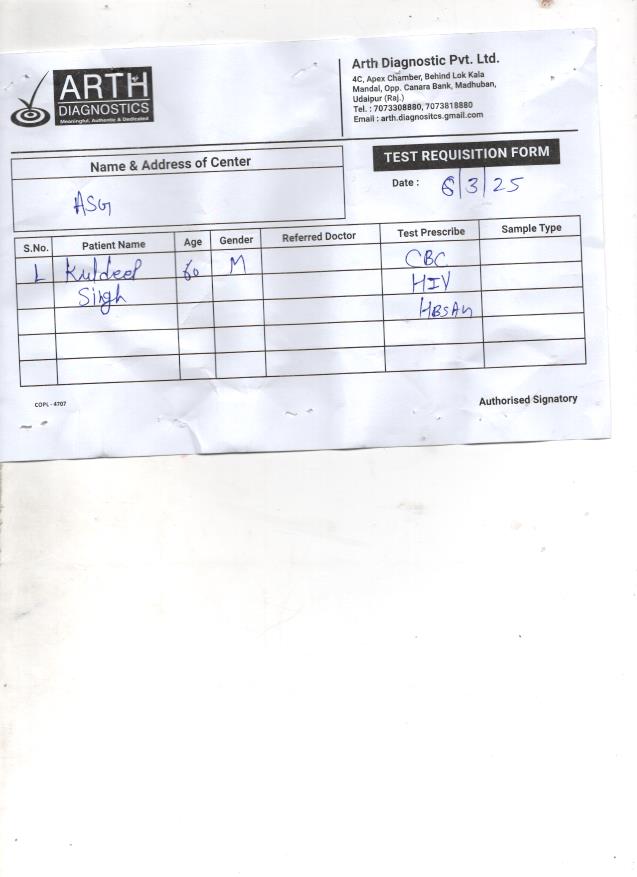 ARTH
DIAGNOSTICS
Meaningful, Authentic & Dedicated
Arth Diagnostic Pvt. Ltd.
4C, Apex Chamber, Behind Lok Kala
Mandal, Opp. Canara Bank, Madhuban,
Udaipur (Raj.)
Tel. : 7073308880, 7073818880
Email : arth.diagnositcs.gmail.com
Name & Address of Center
ASG
TEST REQUISITION FORM
Date : 6/3/25
S.No. Patient Name Age Gender Referred Doctor Test Prescribe Sample Type
1. Kuldeep 60 M CBC
Singh HIV
HBSAg
COPL - 4707
Authorised Signatory